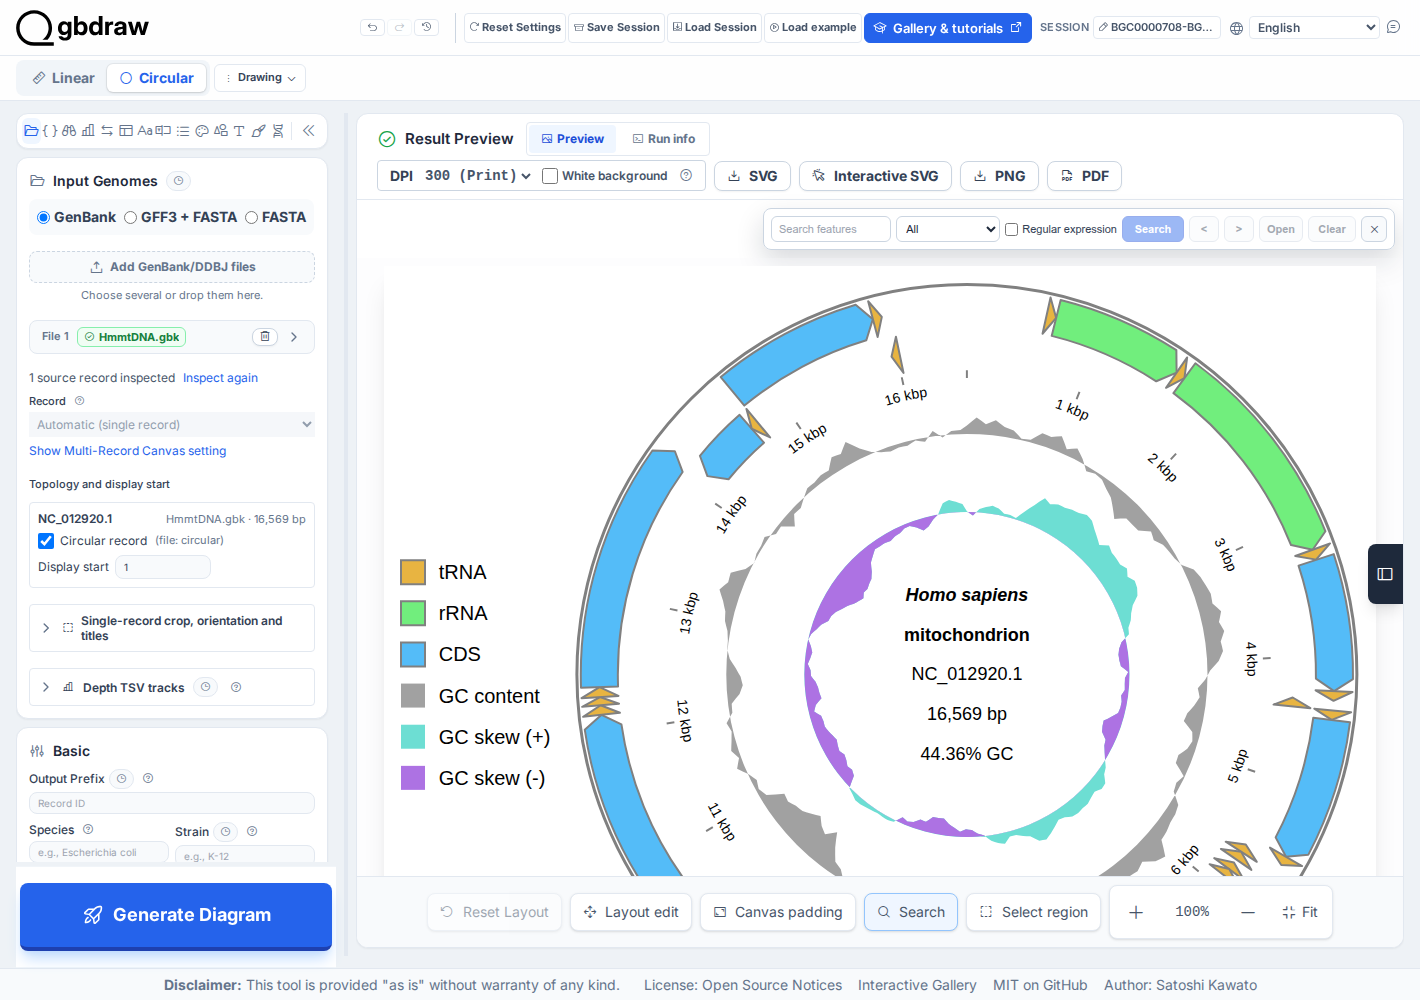 gbdraw
Reset Settings
Save Session
Load Session
Load example
Gallery & tutorials
SESSION
BGC0000708-BG...
English
Linear
Circular
Drawing
Input Genomes
GenBank
GFF3 + FASTA
FASTA
Add GenBank/DDBJ files
Choose several or drop them here.
File 1
HmmtDNA.gbk
1 source record inspected
Inspect again
Record
Automatic (single record)
Show Multi-Record Canvas setting
Topology and display start
NC_012920.1
HmmtDNA.gbk · 16,569 bp
Circular record
(file: circular)
Display start
1
Single-record crop, orientation and
titles
Depth TSV tracks
Basic
Output Prefix
Record ID
Species
Strain
e.g., Escherichia coli
e.g., K-12
Generate Diagram
Result Preview
Preview
Run info
DPI
300 (Print)
White background
SVG
Interactive SVG
PNG
PDF
Search features
All
Regular expression
Search
<
>
Open
Clear
×
16 kbp
1 kbp
15 kbp
2 kbp
14 kbp
3 kbp
13 kbp
4 kbp
12 kbp
5 kbp
11 kbp
6 kbp
tRNA
rRNA
CDS
GC content
GC skew (+)
GC skew (-)
Homo sapiens
mitochondrion
NC_012920.1
16,569 bp
44.36% GC
Reset Layout
Layout edit
Canvas padding
Search
Select region
+
100%
−
Fit
Disclaimer: This tool is provided "as is" without warranty of any kind.
License: Open Source Notices
Interactive Gallery
MIT on GitHub
Author: Satoshi Kawato